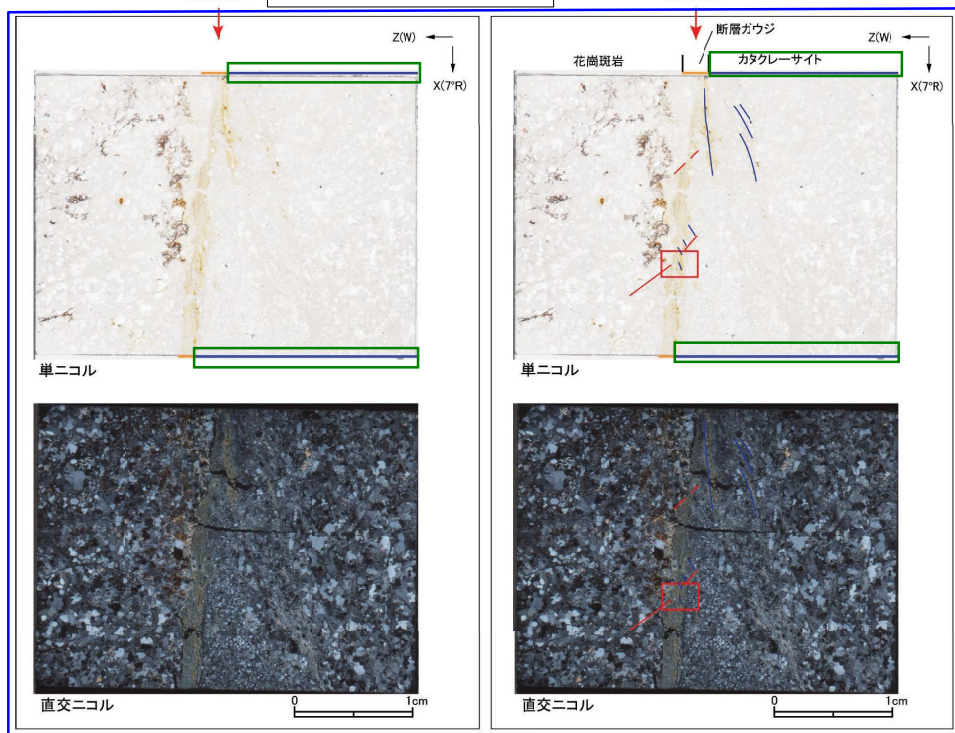 Z(W)
X(7°R)
単ニコル
直交ニコル
0 1cm
断層ガウジ
Z(W)
花崗斑岩
カタクレーサイト
X(7°R)
単ニコル
直交ニコル
0 1cm